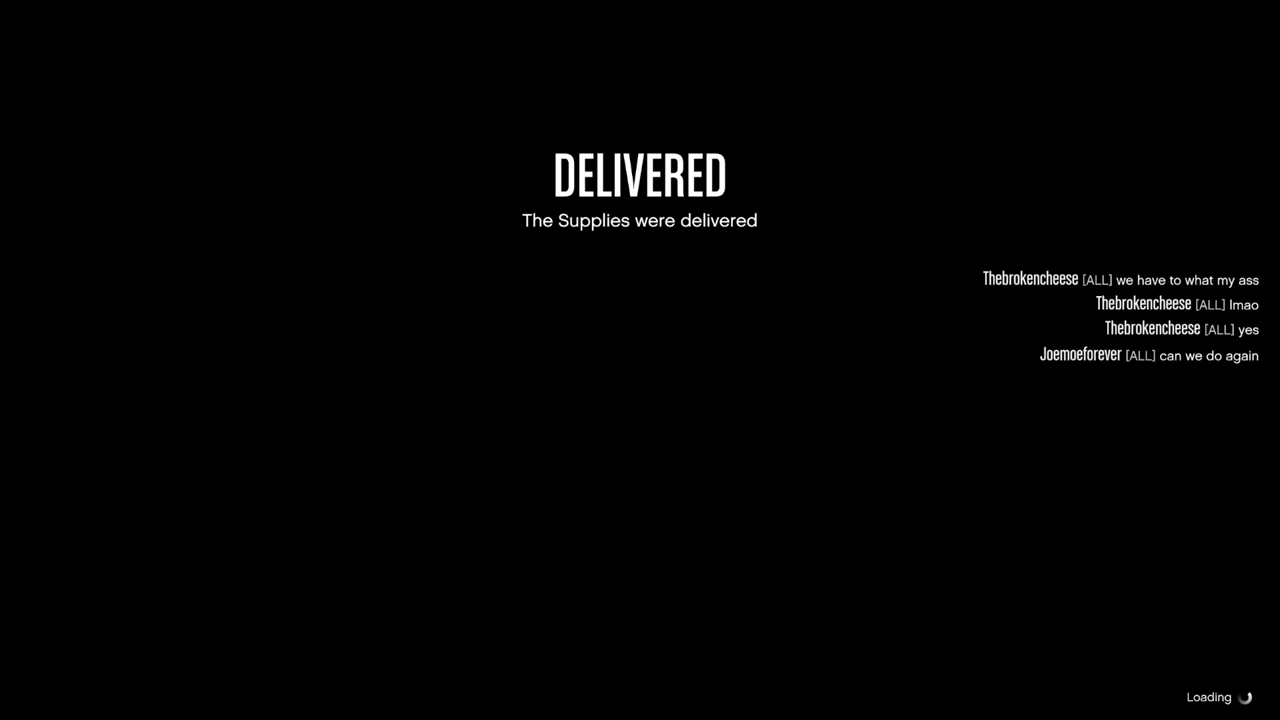 DELIVERED
The Supplies were delivered
Thebrokencheese [ALL] we have to what my ass
Thebrokencheese [ALL] lmao
Thebrokencheese [ALL] yes
Joemoeforever [ALL] can we do again
Loading